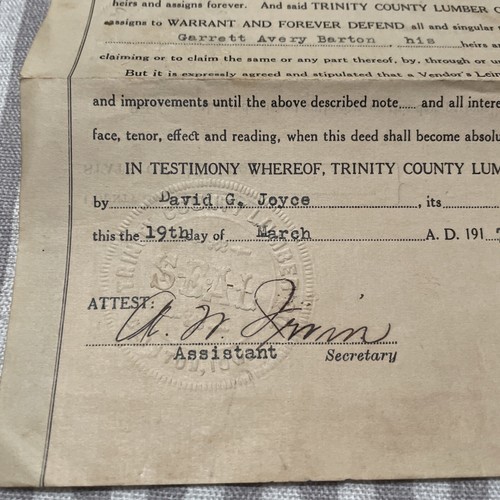 heirs and assigns forever. And said TRINITY COUNTY LUMBER
assigns to WARRANT AND FOREVER DEFEND all and singular
Garrett Avery Barton , his heirs
claiming or to claim the same or any part thereof, by, through or
But it is expressly agreed and stipulated that a Vendor's Lein
and improvements until the above described note...... and all
face, tenor, effect and reading, when this deed shall become
IN TESTIMONY WHEREOF, TRINITY COUNTY
by David G. Joyce , its
this the 19th day of March A. D. 191
SEAL
ATTEST:
Assistant Secretary